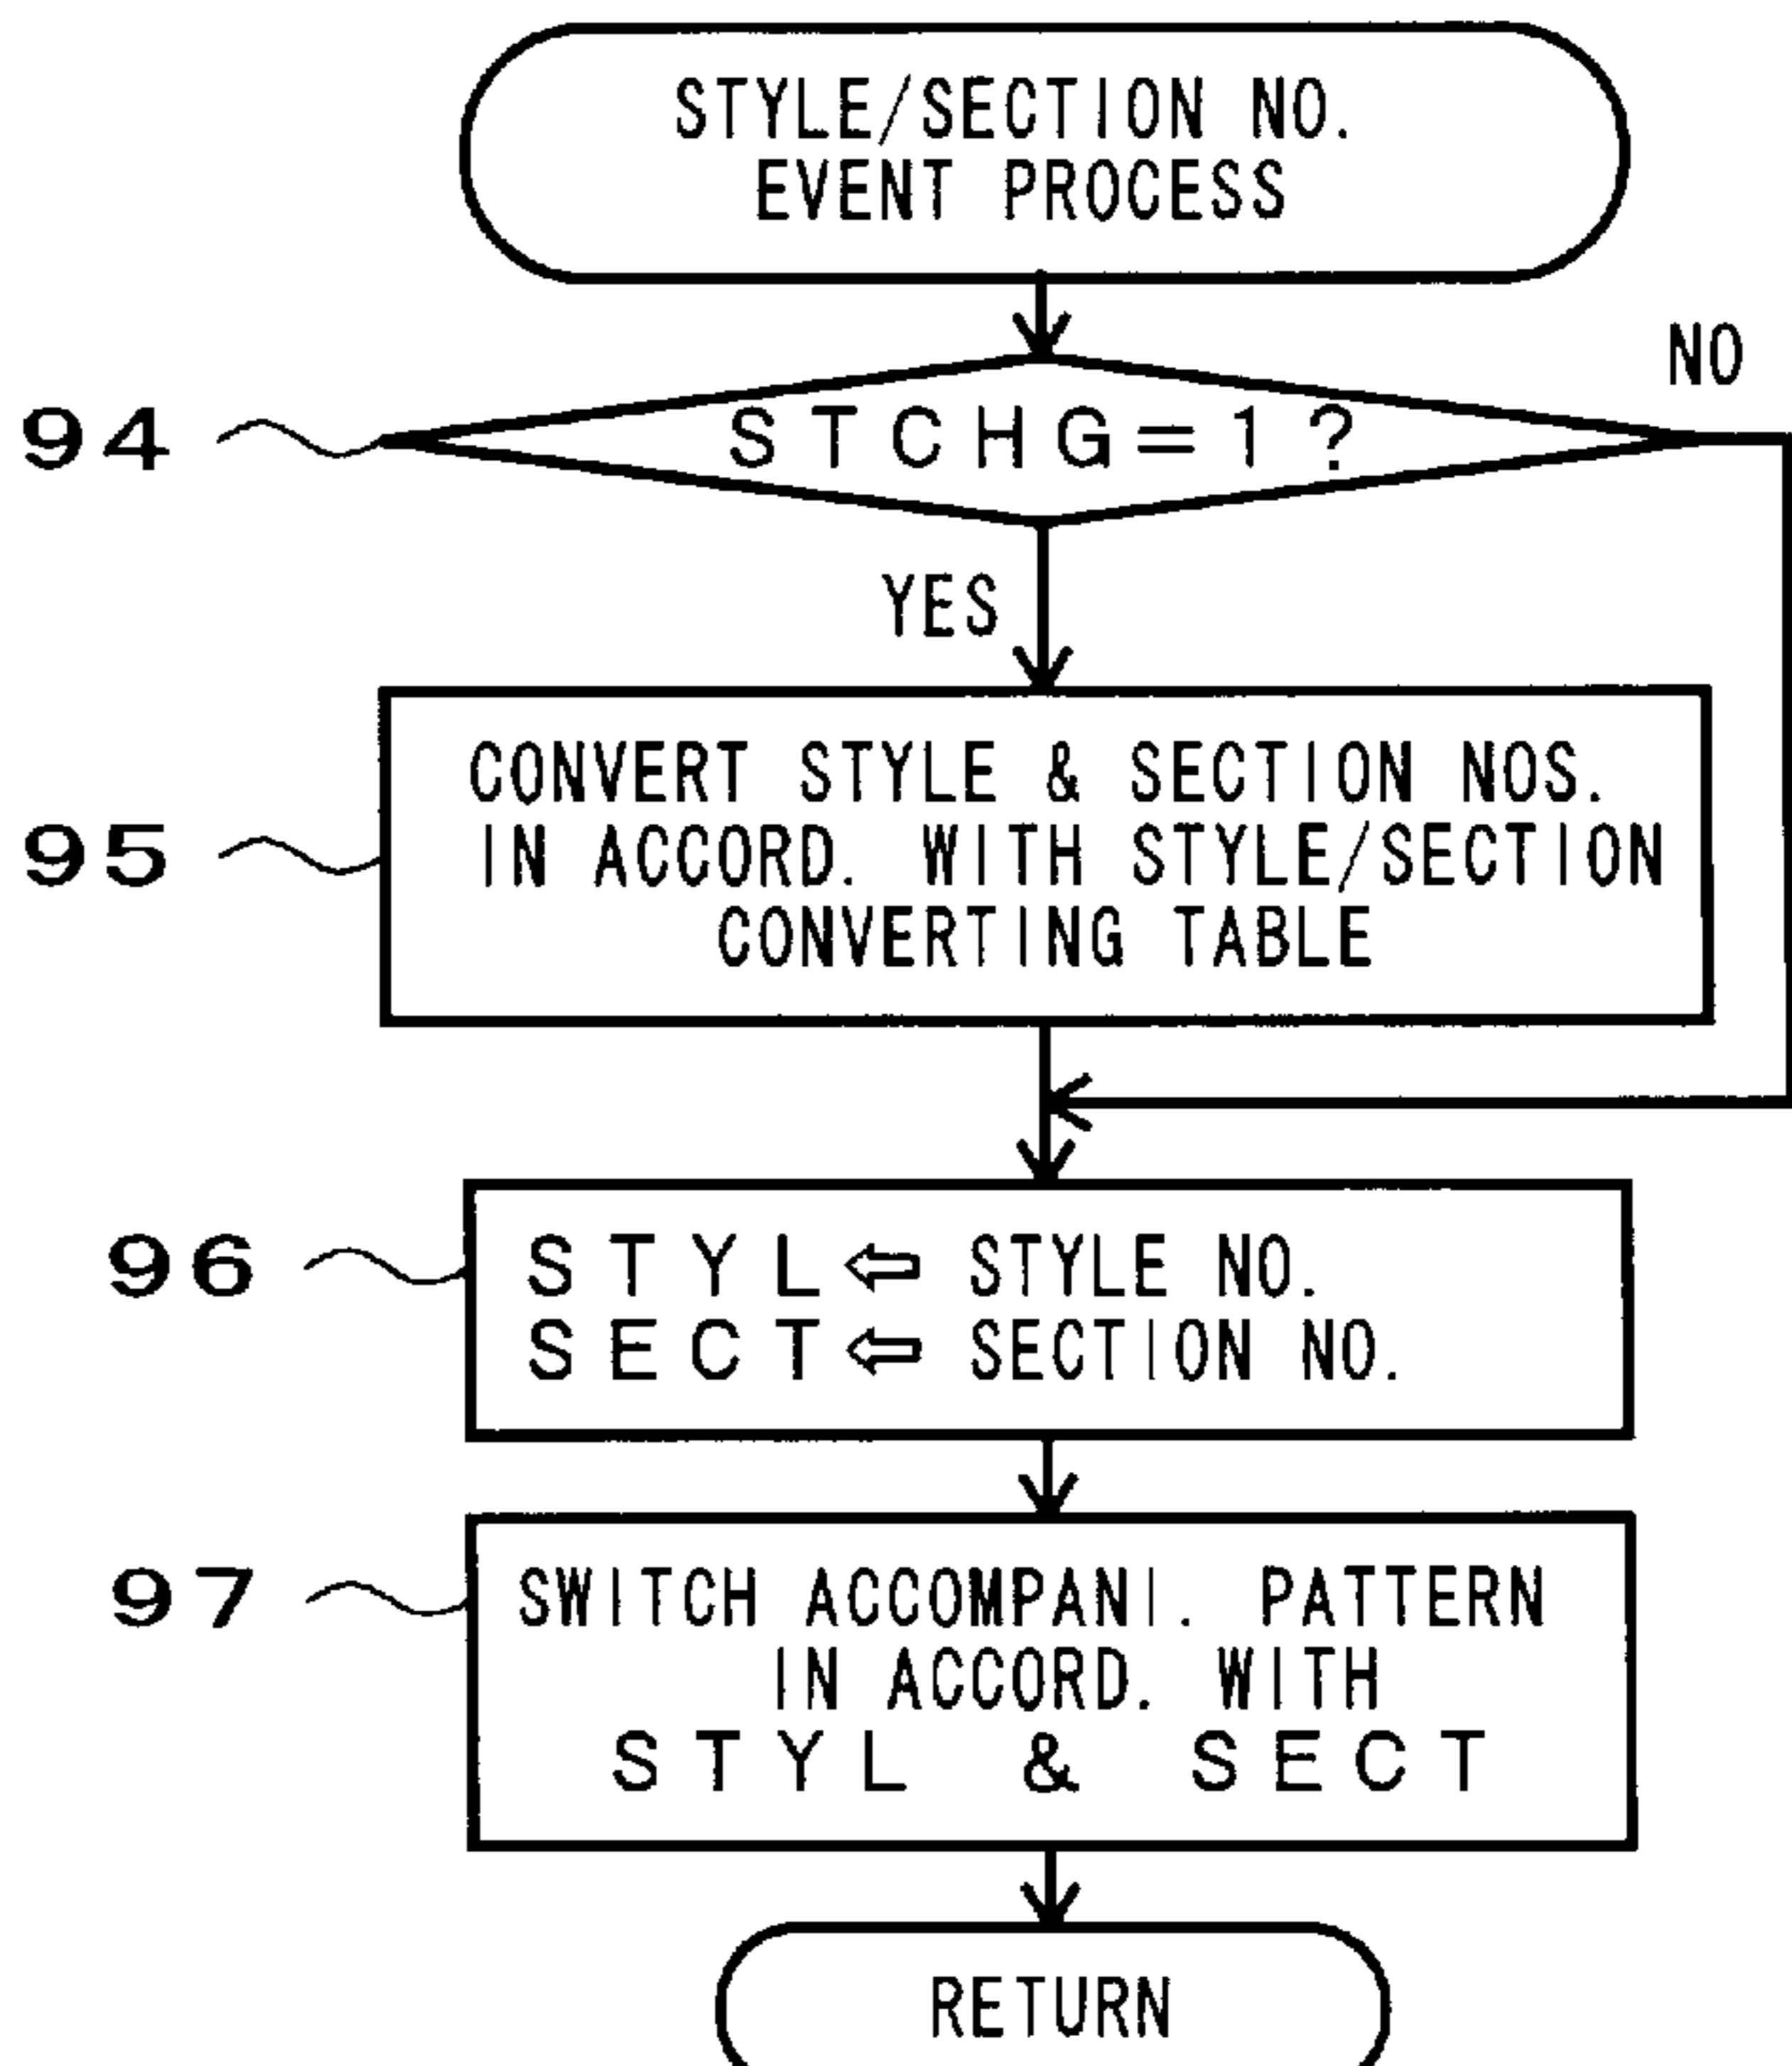 STYLE/SECTION NO.
EVENT PROCESS
NO
94
STCHG=1?
YES
CONVERT STYLE & SECTION NOS.
95
IN ACCORD. WITH STYLE/SECTION
CONVERTING TABLE
96
STYL⇦ STYLE NO.
SECT⇦ SECTION NO.
97
SWITCH ACCOMPANI. PATTERN
IN ACCORD. WITH
STYL & SECT
RETURN